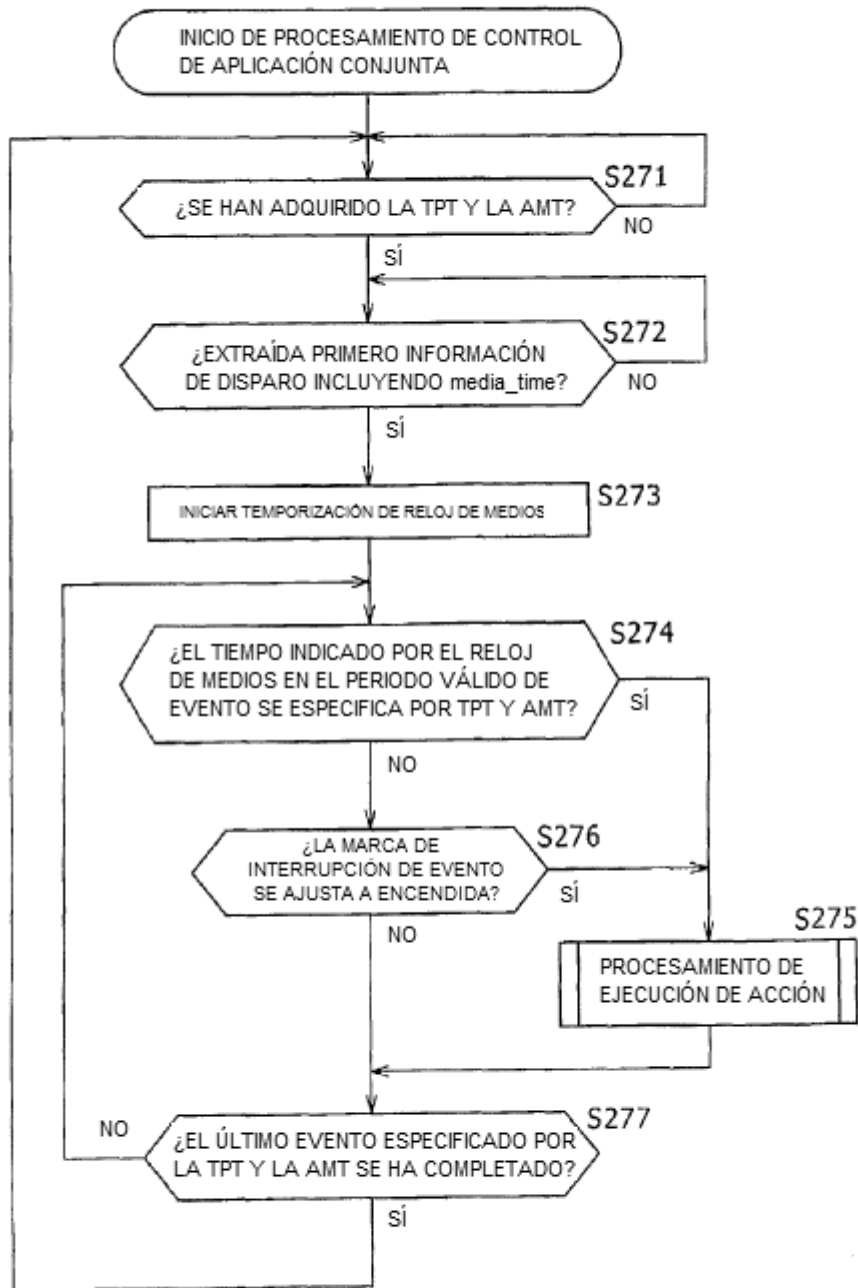 INICIO DE PROCESAMIENTO DE CONTROL
DE APLICACIÓN CONJUNTA
S271
¿SE HAN ADQUIRIDO LA TPT Y LA AMT?
NO
SÍ
S272
¿EXTRAÍDA PRIMERO INFORMACIÓN
DE DISPARO INCLUYENDO media_time?
NO
SÍ
S273
INICIAR TEMPORIZACIÓN DE RELOJ DE MEDIOS
S274
¿EL TIEMPO INDICADO POR EL RELOJ
DE MEDIOS EN EL PERIODO VÁLIDO DE
EVENTO SE ESPECIFICA POR TPT Y AMT?
SÍ
NO
S276
¿LA MARCA DE
INTERRUPCIÓN DE EVENTO
SE AJUSTA A ENCENDIDA?
SÍ
NO
S275
PROCESAMIENTO DE
EJECUCIÓN DE ACCIÓN
S277
NO
¿EL ÚLTIMO EVENTO ESPECIFICADO POR
LA TPT Y LA AMT SE HA COMPLETADO?
SÍ